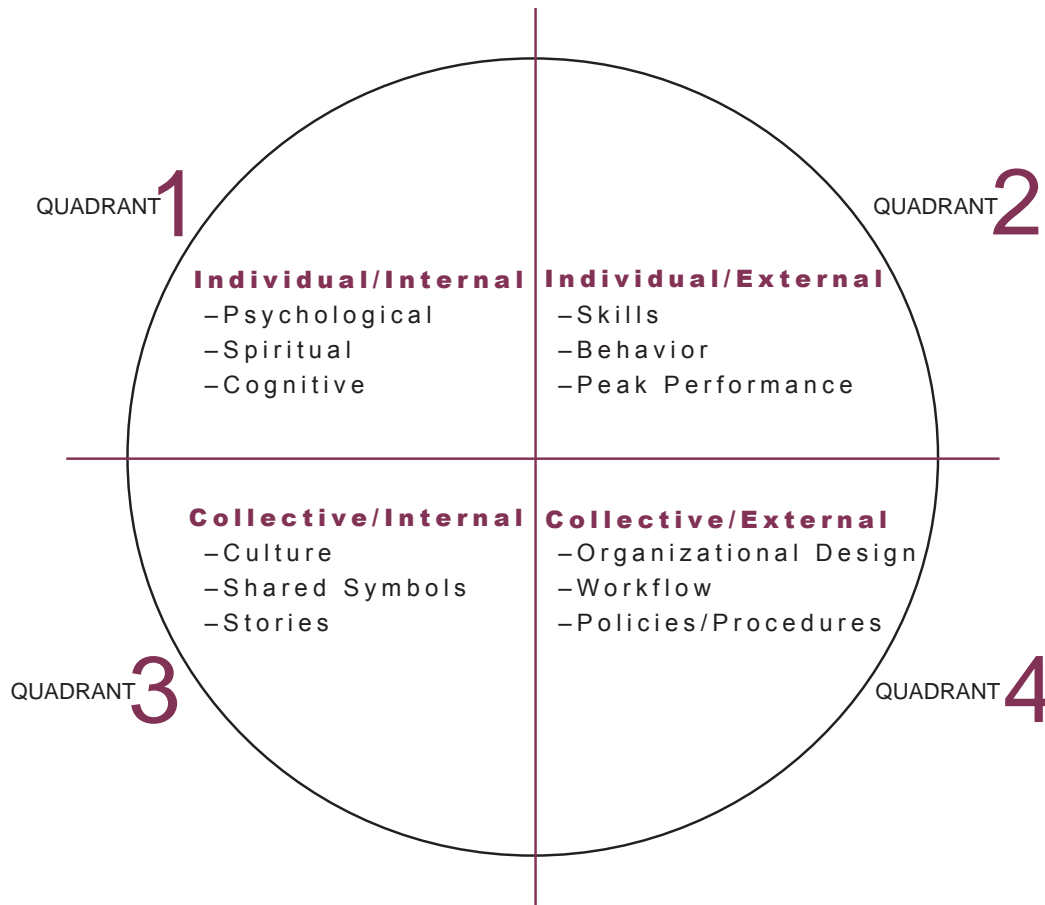 QUADRANT 1
Individual/Internal
–Psychological
–Spiritual
–Cognitive
QUADRANT 2
Individual/External
–Skills
–Behavior
–Peak Performance
QUADRANT 3
Collective/Internal
–Culture
–Shared Symbols
–Stories
QUADRANT 4
Collective/External
–Organizational Design
–Workflow
–Policies/Procedures